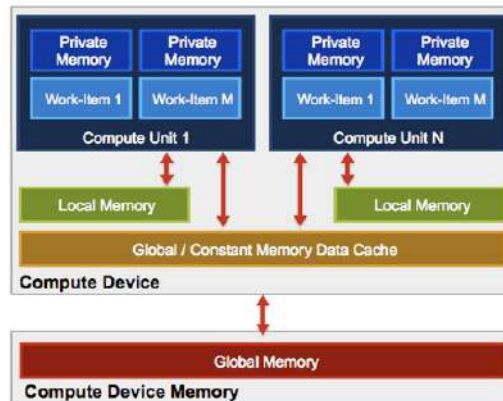 Private Memory
Private Memory
Private Memory
Private Memory
Work-Item 1
Work-Item M
Work-Item 1
Work-Item M
Compute Unit 1
Compute Unit N
Local Memory
Local Memory
Global / Constant Memory Data Cache
Compute Device
Global Memory
Compute Device Memory